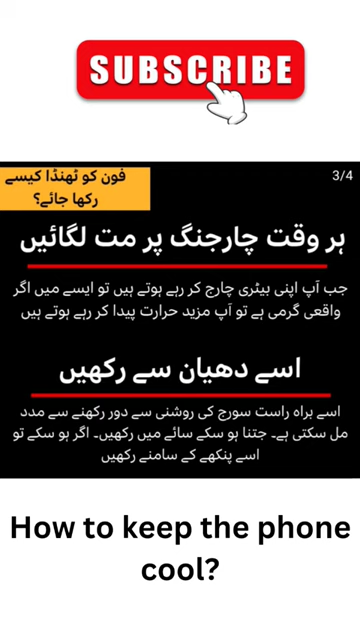 SUBSCRIBE
فون کو ٹھنڈا کیسے
رکھا جائے؟
3/4
ہر وقت چارجنگ پر مت لگائیں
جب آپ اپنی بیٹری چارج کر رہے ہوتے ہیں تو ایسے میں اگر
واقعی گرمی ہے تو آپ مزید حرارت پیدا کر رہے ہوتے ہیں
اسے دھیان سے رکھیں
اسے براہ راست سورج کی روشنی سے دور رکھنے سے مدد
مل سکتی ہے۔ جتنا ہو سکے سائے میں رکھیں۔ اگر ہو سکے تو
اسے پنکھے کے سامنے رکھیں
How to keep the phone
cool?